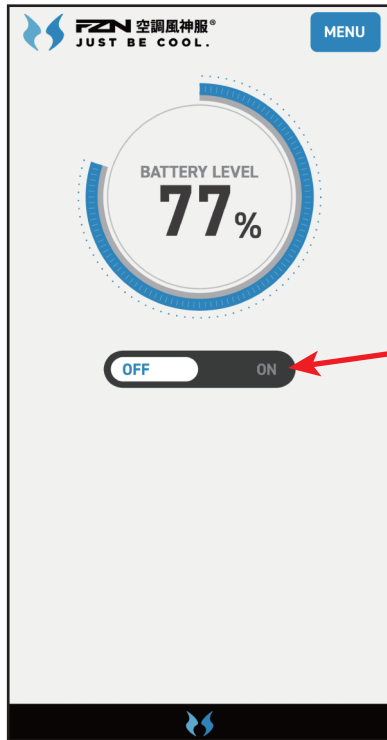 FZN 空調風神服®
JUST BE COOL.
MENU
BATTERY LEVEL
77%
OFF ON